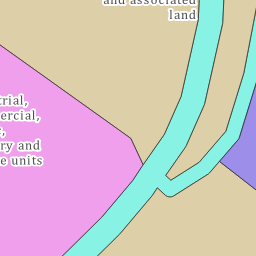 and associated
land
trial,
ercial,
ry and
e units